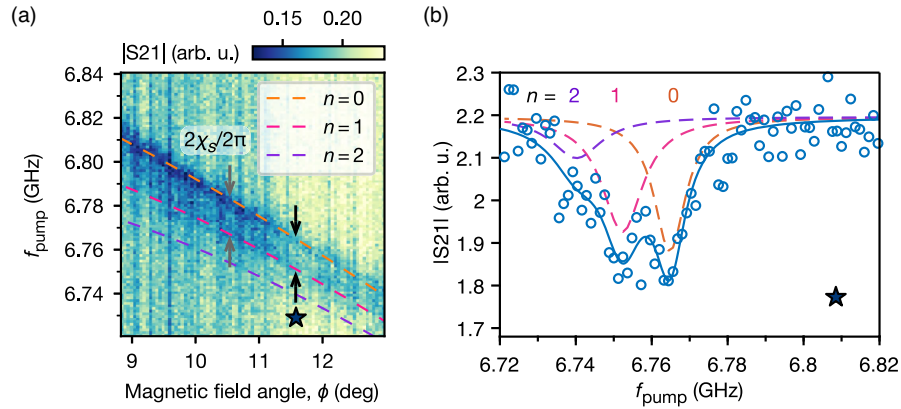 (a)
0.15 0.20
|S21| (arb. u.)
6.84
6.82
6.80
6.78
6.76
6.74
f_pump (GHz)
n = 0
n = 1
n = 2
2χ_s/2π
9 10 11 12
Magnetic field angle, ϕ (deg)
(b)
2.3
2.2
2.1
2.0
1.9
1.8
1.7
|S21| (arb. u.)
n = 2 1 0
6.72 6.74 6.76 6.78 6.8 6.82
f_pump (GHz)